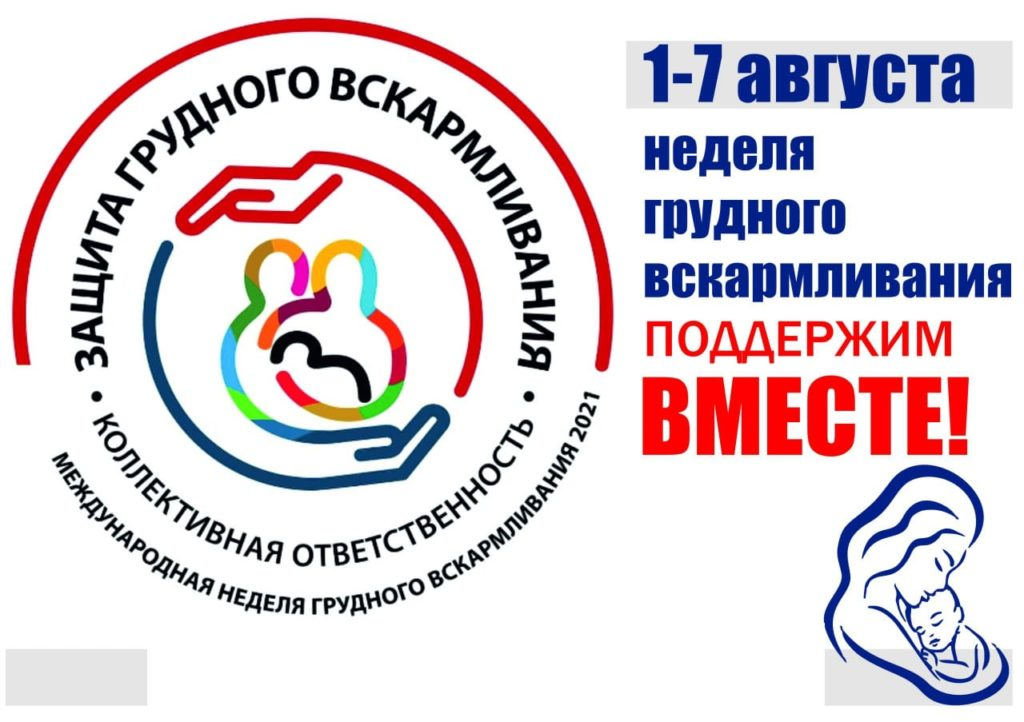 ЗАЩИТА ГРУДНОГО ВСКАРМЛИВАНИЯ
• КОЛЛЕКТИВНАЯ ОТВЕТСТВЕННОСТЬ •
МЕЖДУНАРОДНАЯ НЕДЕЛЯ ГРУДНОГО ВСКАРМЛИВАНИЯ 2021
1-7 августа
неделя
грудного
вскармливания
ПОДДЕРЖИМ
ВМЕСТЕ!